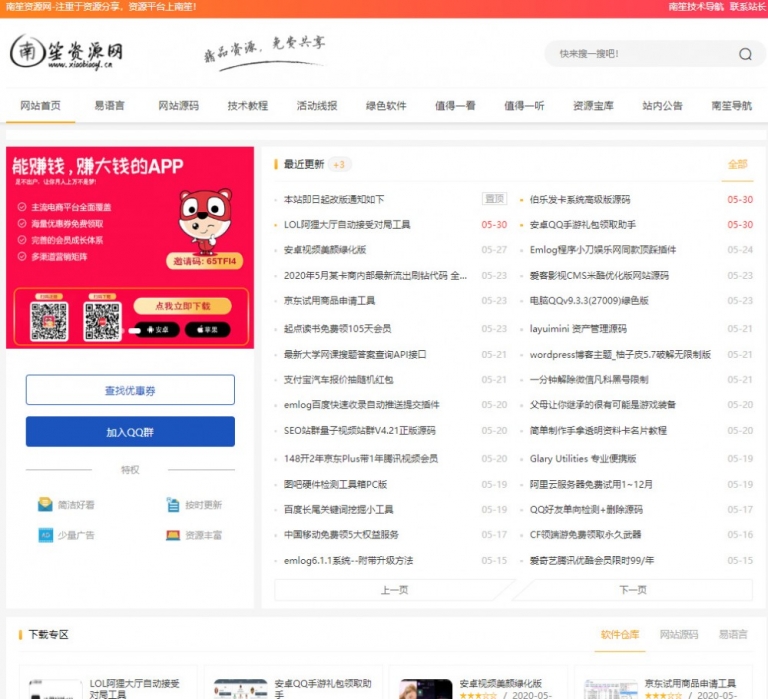 南笙资源网-注重于资源分享，资源平台上南笙！
南笙技术导航 联系站长
南笙资源网
www.xiaobiaoyl.cn
精品资源，免费共享
快来搜一搜吧!
网站首页 易语言 网站源码 技术教程 活动线报 绿色软件 值得一看 值得一听 资源宝库 站内公告 南笙导航
能赚钱，赚大钱的APP
足不出户，让你月入上万不是梦!
主流电商平台全面覆盖
海量优惠券免费领取
完善的会员成长体系
多渠道营销矩阵
邀请码: 65TFI4
点我立即下载
安卓 苹果
查找优惠券
加入QQ群
特权
简洁好看 按时更新
少量广告 资源丰富
最近更新 +3 全部
本站即日起改版通知如下 置顶
伯乐发卡系统高级版源码 05-30
LOL阿狸大厅自动接受对局工具 05-30
安卓QQ手游礼包领取助手 05-30
安卓视频美颜绿化版 05-27
Emlog程序小刀娱乐网同款顶踩插件 05-24
2020年5月某卡商内部最新流出刷钻代码 全... 05-23
爱客影视CMS米酷优化版网站源码 05-23
京东试用商品申请工具 05-23
电脑QQv9.3.3(27009)绿色版 05-23
起点读书免费领105天会员 05-23
layuimini 资产管理源码 05-21
最新大学网课搜题答案查询API接口 05-21
wordpress博客主题_柚子皮5.7破解无限制版 05-21
支付宝汽车报价抽随机红包 05-21
一分钟解除微信凡科黑号限制 05-21
emlog百度快速收录自动推送提交插件 05-20
父母让你继承的很有可能是游戏装备 05-20
SEO站群量子视频站群V4.21正版源码 05-20
简单制作手拿透明资料卡名片教程 05-20
148开2年京东Plus带1年腾讯视频会员 05-20
Glary Utilities 专业便携版 05-19
图吧硬件检测工具箱PC版 05-19
阿里云服务器免费试用1~12月 05-19
百度长尾关键词挖掘小工具 05-19
QQ好友单向检测+删除源码 05-17
中国移动免费领5大权益服务 05-17
CF领端游免费领取永久武器 05-16
emlog6.1.1系统--附带升级方法 05-15
爱奇艺腾讯优酷会员限时99/年 05-15
上一页 下一页
下载专区 软件仓库 网站源码 易语言
LOL阿狸大厅自动接受
对局工具
安卓QQ手游礼包领取助
手
安卓视频美颜绿化版
★★★☆☆ / 2020-05-
京东试用商品申请工具
★★★☆☆ / 2020-05-